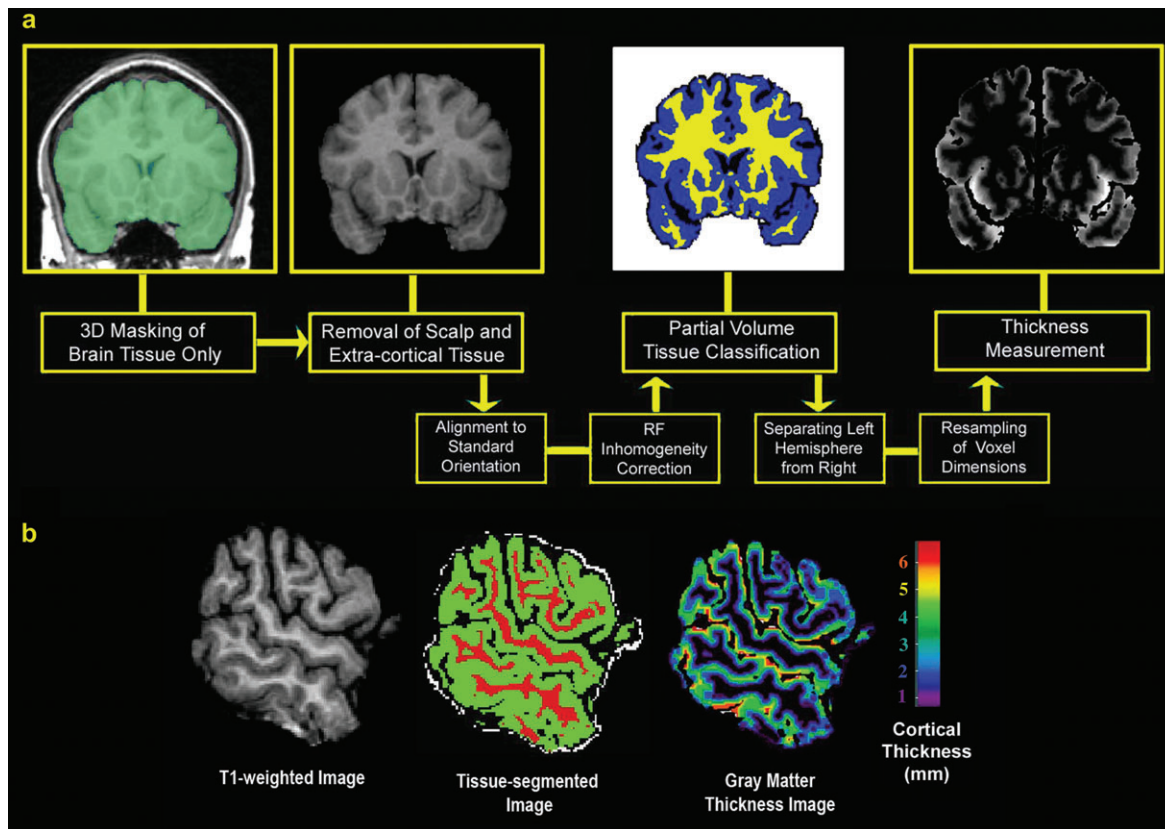 a
3D Masking of
Brain Tissue Only
Removal of Scalp and
Extra-cortical Tissue
Partial Volume
Tissue Classification
Thickness
Measurement
Alignment to
Standard
Orientation
RF
Inhomogeneity
Correction
Separating Left
Hemisphere
from Right
Resampling
of Voxel
Dimensions
b
6
5
4
3
2
1
Cortical
Thickness
(mm)
T1-weighted Image
Tissue-segmented
Image
Gray Matter
Thickness Image